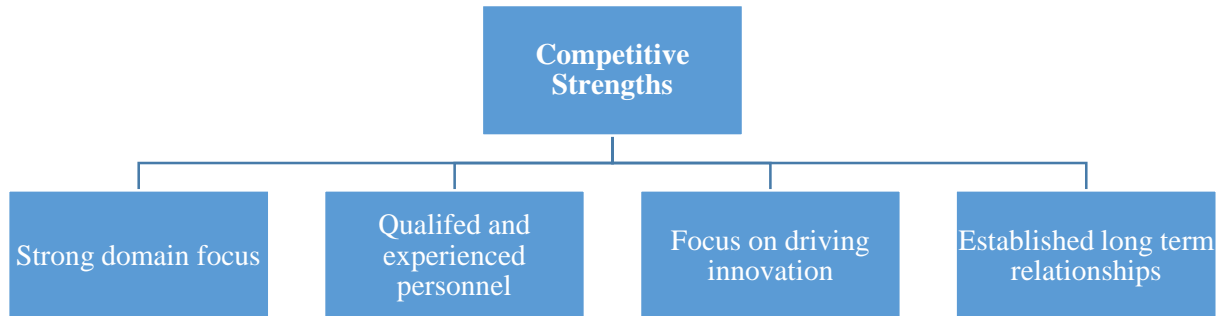 Competitive
Strengths
Strong domain focus
Qualifed and
experienced
personnel
Focus on driving
innovation
Established long term
relationships